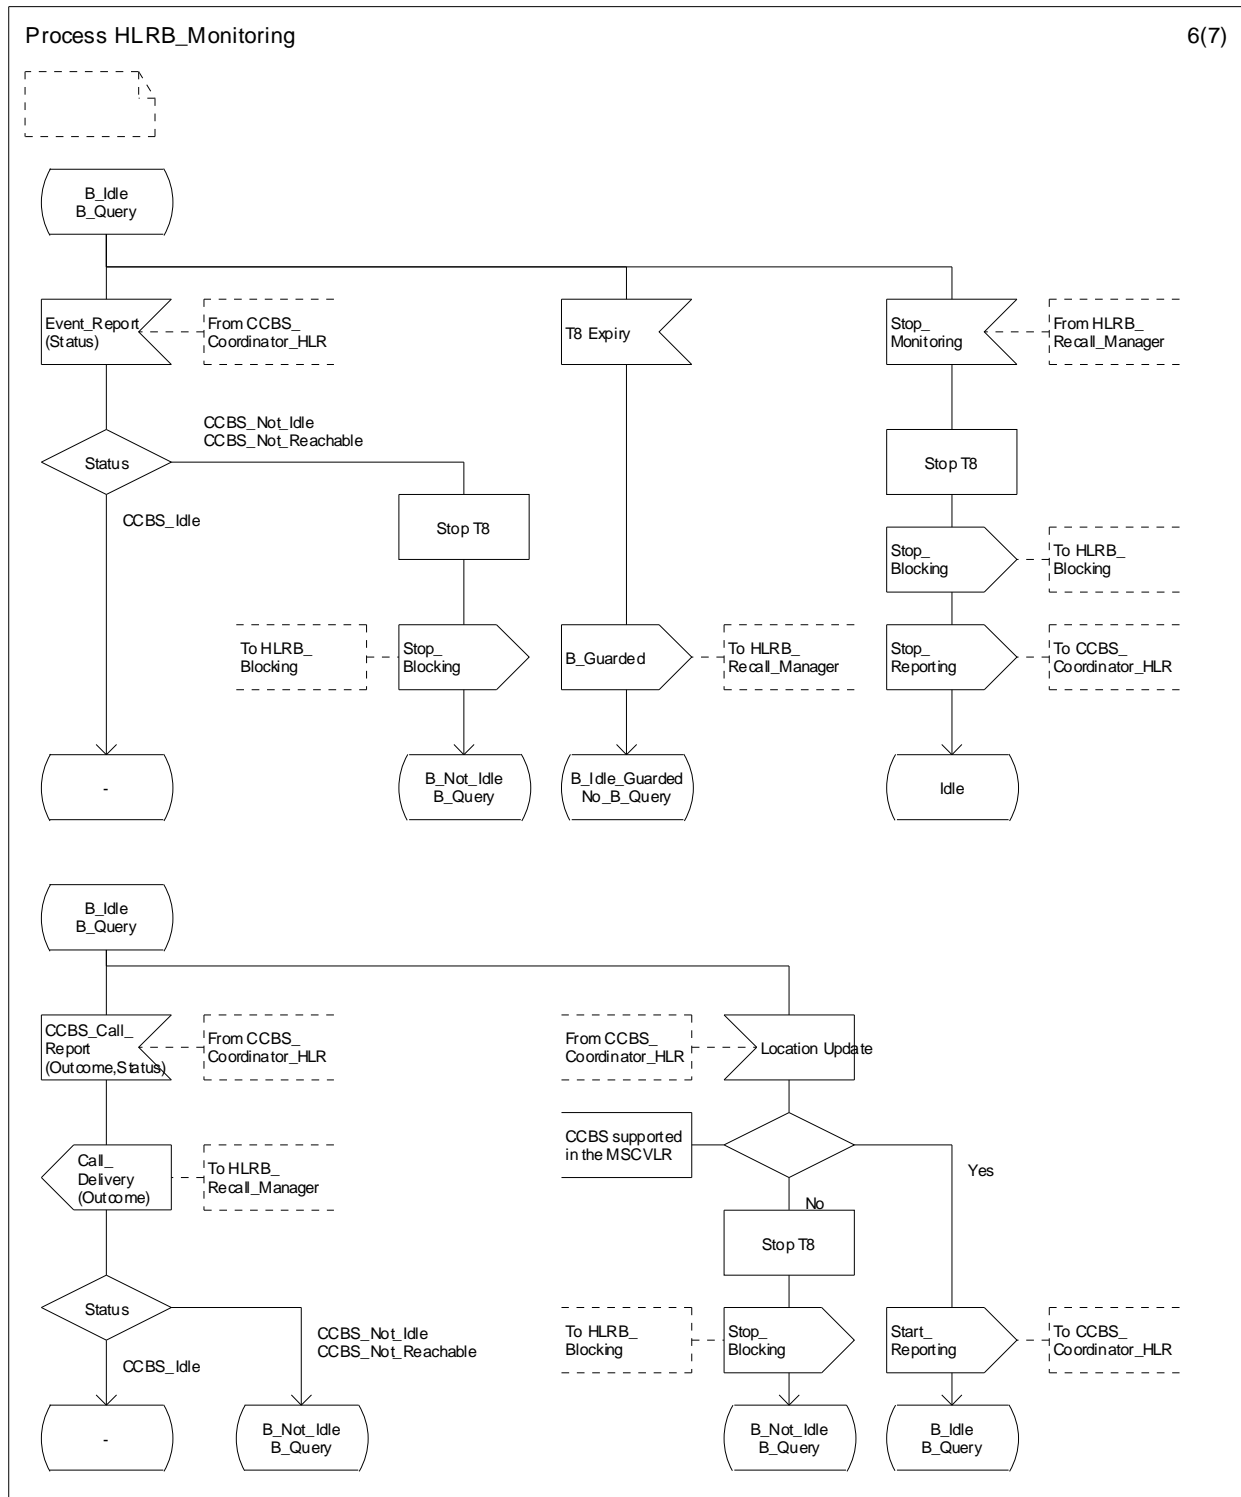 Process HLRB_Monitoring
6(7)
B_Idle
B_Query
Event_Report
(Status)
From CCBS_
Coordinator_HLR
T8 Expiry
Stop_
Monitoring
From HLRB_
Recall_Manager
CCBS_Not_Idle
CCBS_Not_Reachable
Status
Stop T8
CCBS_Idle
Stop T8
Stop_
Blocking
To HLRB_
Blocking
To HLRB_
Blocking
Stop_
Blocking
B_Guarded
To HLRB_
Recall_Manager
Stop_
Reporting
To CCBS_
Coordinator_HLR
-
B_Not_Idle
B_Query
B_Idle_Guarded
No_B_Query
Idle
B_Idle
B_Query
CCBS_Call_
Report
(Outcome,Status)
From CCBS_
Coordinator_HLR
From CCBS_
Coordinator_HLR
Location Update
CCBS supported
in the MSCVLR
Yes
Call_
Delivery
(Outcome)
To HLRB_
Recall_Manager
No
Stop T8
Status
CCBS_Not_Idle
CCBS_Not_Reachable
CCBS_Idle
To HLRB_
Blocking
Stop_
Blocking
Start_
Reporting
To CCBS_
Coordinator_HLR
-
B_Not_Idle
B_Query
B_Not_Idle
B_Query
B_Idle
B_Query